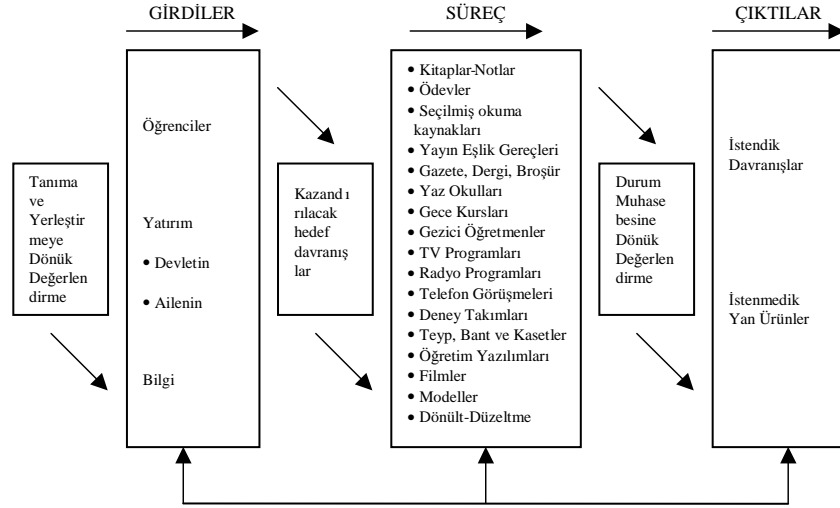 GİRDİLER
SÜREÇ
ÇIKTILAR
Tanıma
ve
Yerleştir
meye
Dönük
Değerlen
dirme
Öğrenciler
Yatırım
• Devletin
• Ailenin
Bilgi
Kazandı
rılacak
hedef
davranış
lar
• Kitaplar-Notlar
• Ödevler
• Seçilmiş okuma
kaynakları
• Yayın Eşlik Gereçleri
• Gazete, Dergi, Broşür
• Yaz Okulları
• Gece Kursları
• Gezici Öğretmenler
• TV Programları
• Radyo Programları
• Telefon Görüşmeleri
• Deney Takımları
• Teyp, Bant ve Kasetler
• Öğretim Yazılımları
• Filmler
• Modeller
• Dönült-Düzeltme
Durum
Muhase
besine
Dönük
Değerlen
dirme
İstendik
Davranışlar
İstenmedik
Yan Ürünler